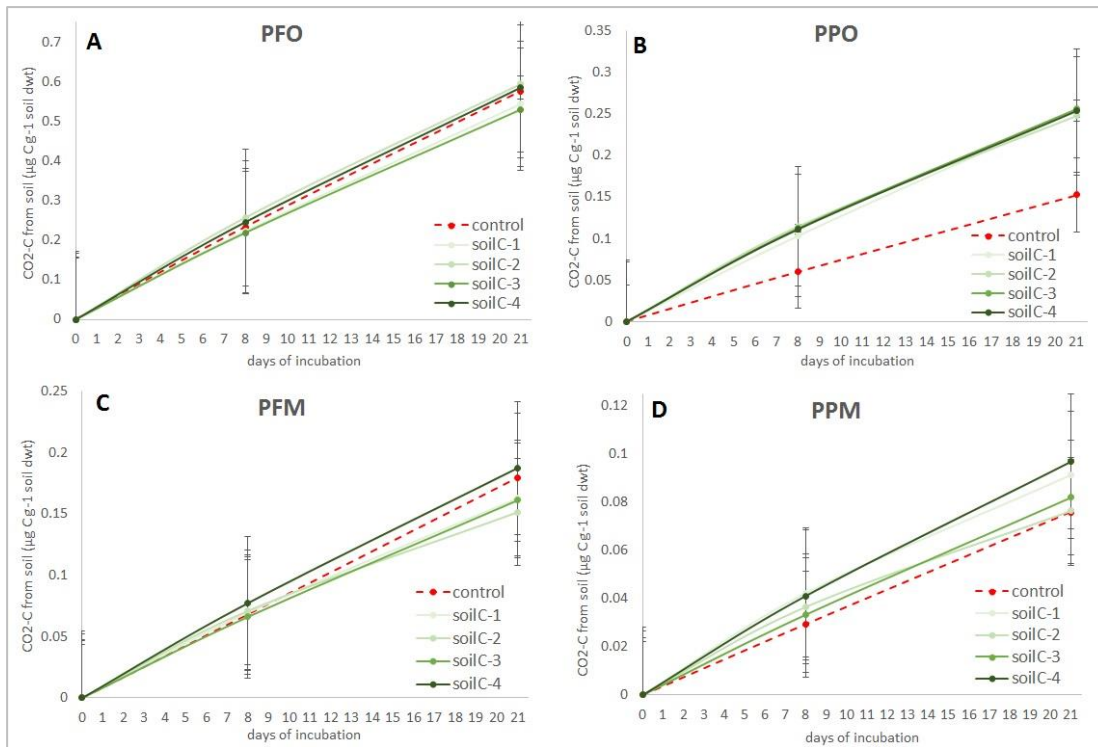 A
PFO
CO2-C from soil (µg C g-1 soil dwt)
0.7
0.6
0.5
0.4
0.3
0.2
0.1
0
control
soilC-1
soilC-2
soilC-3
soilC-4
0 1 2 3 4 5 6 7 8 9 10 11 12 13 14 15 16 17 18 19 20 21
days of incubation
B
PPO
CO2-C from soil (µg C g-1 soil dwt)
0.35
0.3
0.25
0.2
0.15
0.1
0.05
0
control
soilC-1
soilC-2
soilC-3
soilC-4
0 1 2 3 4 5 6 7 8 9 10 11 12 13 14 15 16 17 18 19 20 21
days of incubation
C
PFM
CO2-C from soil (µg C g-1 soil dwt)
0.25
0.2
0.15
0.1
0.05
0
control
soilC-1
soilC-2
soilC-3
soilC-4
0 1 2 3 4 5 6 7 8 9 10 11 12 13 14 15 16 17 18 19 20 21
days of incubation
D
PPM
CO2-C from soil (µg C g-1 soil dwt)
0.12
0.1
0.08
0.06
0.04
0.02
0
control
soilC-1
soilC-2
soilC-3
soilC-4
0 1 2 3 4 5 6 7 8 9 10 11 12 13 14 15 16 17 18 19 20 21
days of incubation